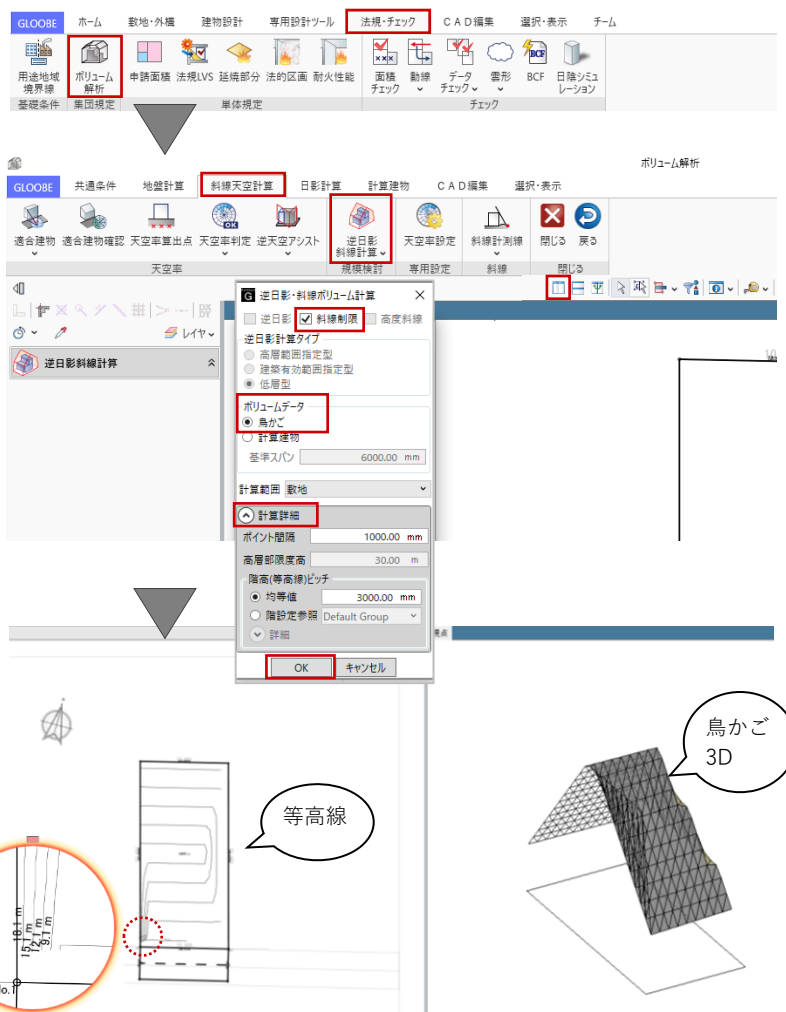 GLOOBE ホーム 敷地・外構 建物設計 専用設計ツール 法規・チェック ＣＡＤ編集 選択・表示 チーム
用途地域境界線 ボリューム解析 申請面積 法規LVS 延焼部分 法的区画 耐火性能 面積チェック 動線 データチェック 雲形 BCF 日陰シミュレーション
基礎条件 集団規定 単体規定 チェック
ボリューム解析
GLOOBE 共通条件 地盤計算 斜線天空計算 日影計算 計算建物 ＣＡＤ編集 選択・表示
適合建物 適合建物確認 天空率算出点 天空率判定 逆天空アシスト 逆日影斜線計算 天空率設定 斜線計測線 閉じる 戻る
天空率 規模検討 専用設定 斜線 閉じる
レイヤ
逆日影斜線計算
逆日影・斜線ボリューム計算
逆日影 斜線制限 高度斜線
逆日影計算タイプ
高層範囲指定型
建築有効範囲指定型
低層型
ボリュームデータ
鳥かご
計算建物
基準スパン 6000.00 mm
計算範囲 敷地
計算詳細
ポイント間隔 1000.00 mm
高層部限度高 30.00 m
階高(等高線)ピッチ
均等値 3000.00 mm
階設定参照 Default Group
詳細
OK キャンセル
等高線
鳥かご
3D
18.1 m
15.1 m
12.1 m
9.1 m